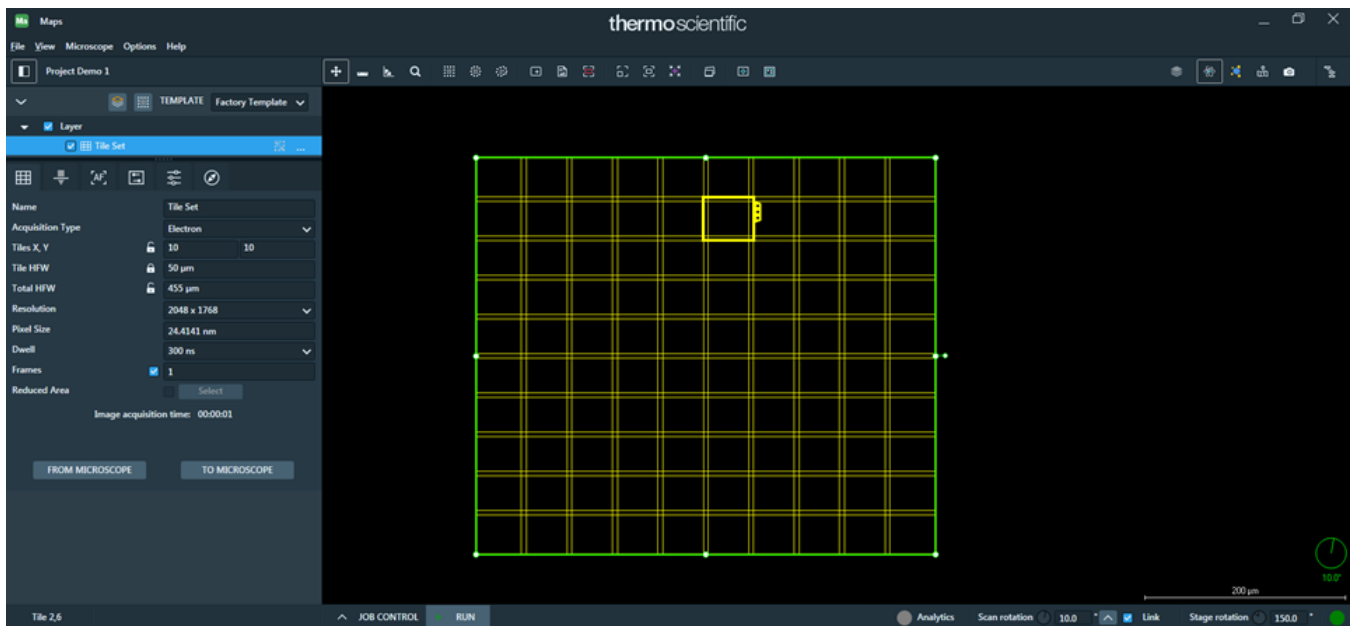 Ma Maps
thermo scientific
File View Microscope Options Help
Project Demo 1
TEMPLATE Factory Template
Layer
Tile Set ...
AF
Name Tile Set
Acquisition Type Electron
Tiles X, Y 10 10
Tile HFW 50 µm
Total HFW 455 µm
Resolution 2048 x 1768
Pixel Size 24.4141 nm
Dwell 300 ns
Frames 1
Reduced Area Select
Image acquisition time: 00:00:01
FROM MICROSCOPE TO MICROSCOPE
10.0°
200 µm
Tile 2,6 JOB CONTROL RUN Analytics Scan rotation 10.0 ° Link Stage rotation 150.0 °